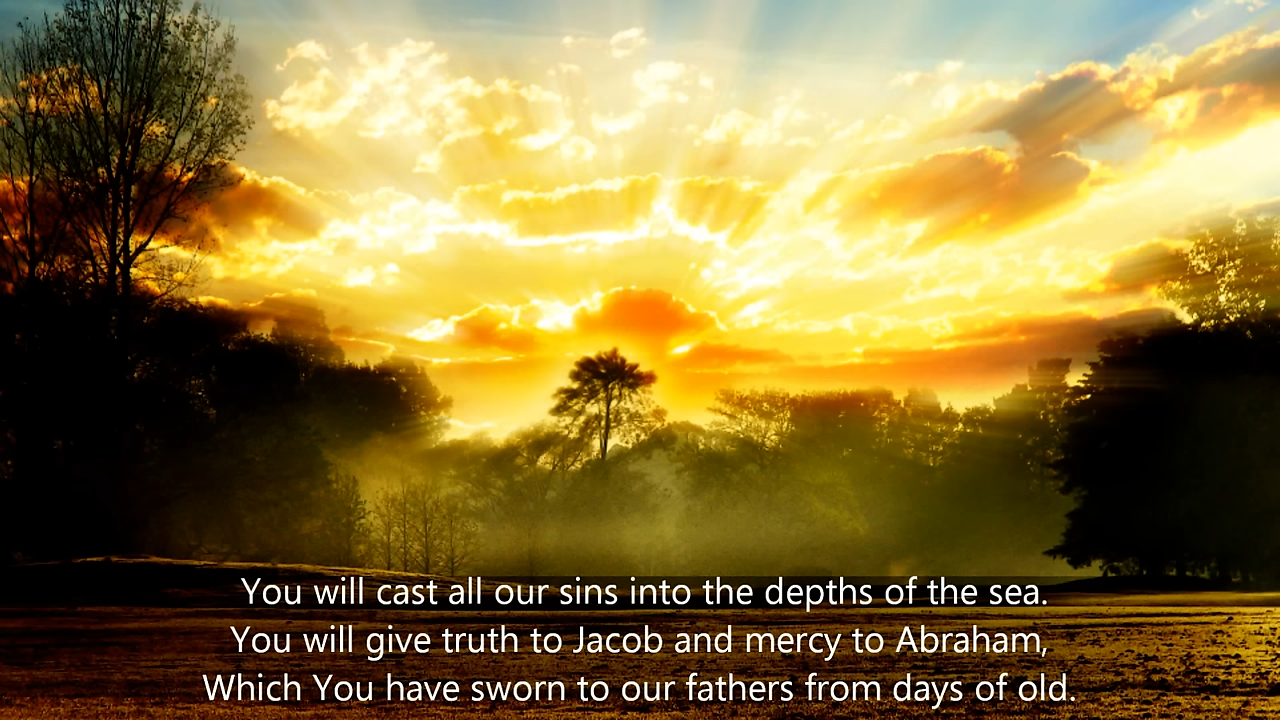 You will cast all our sins into the depths of the sea.
You will give truth to Jacob and mercy to Abraham,
Which You have sworn to our fathers from days of old.